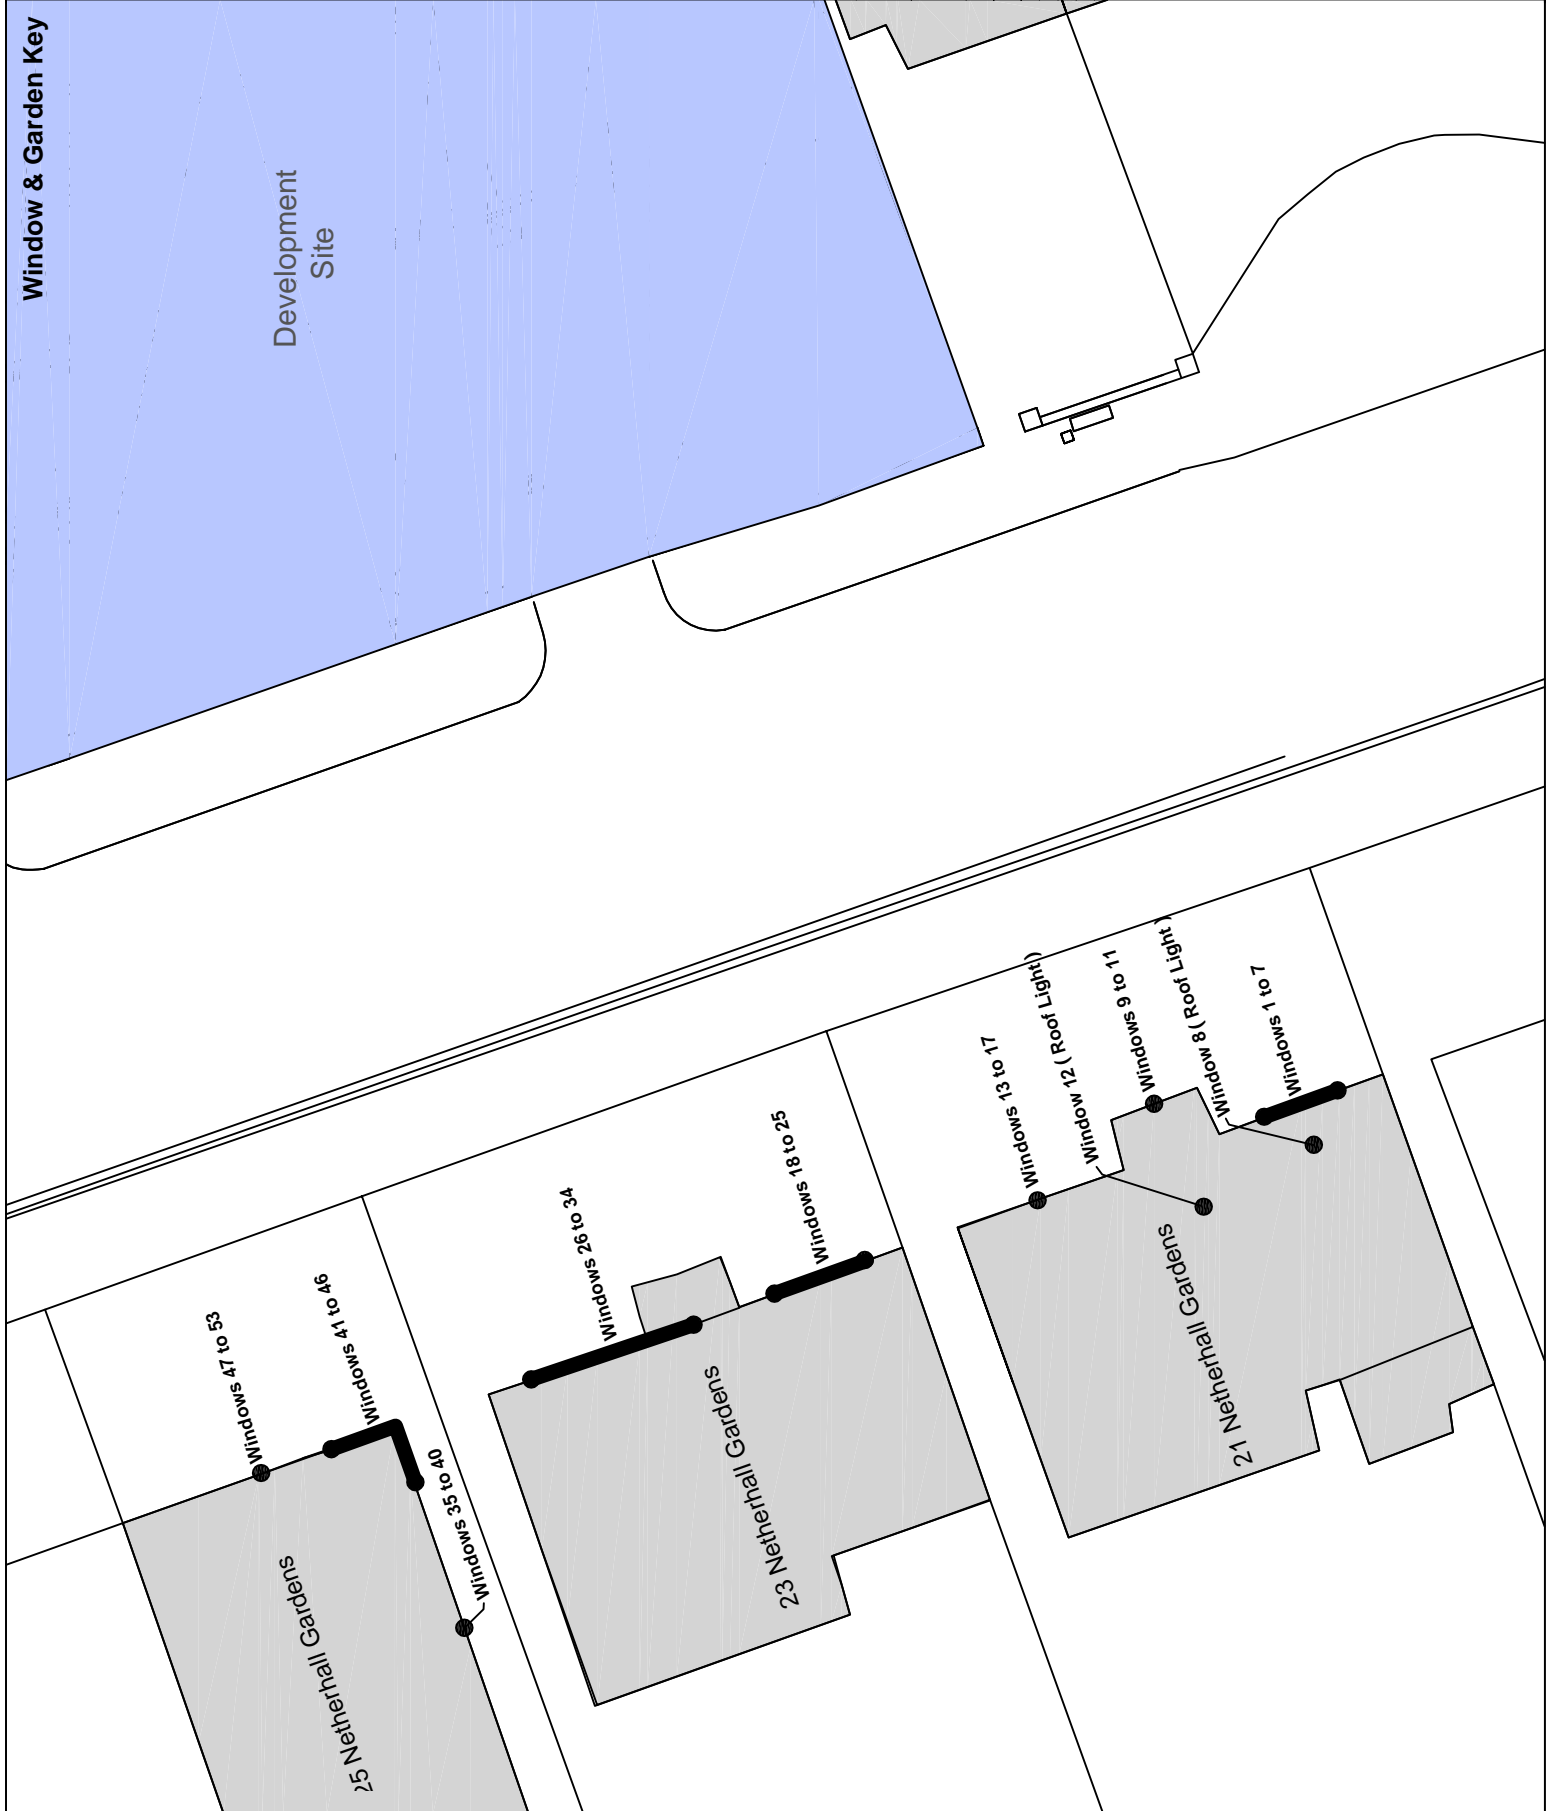 Window & Garden Key
Development
Site
Windows 47 to 53
Windows 41 to 46
Windows 35 to 40
25 Netherhall Gardens
Windows 26 to 34
Windows 18 to 25
23 Netherhall Gardens
Windows 13 to 17
Window 12 ( Roof Light )
Windows 9 to 11
Window 8 ( Roof Light )
Windows 1 to 7
21 Netherhall Gardens